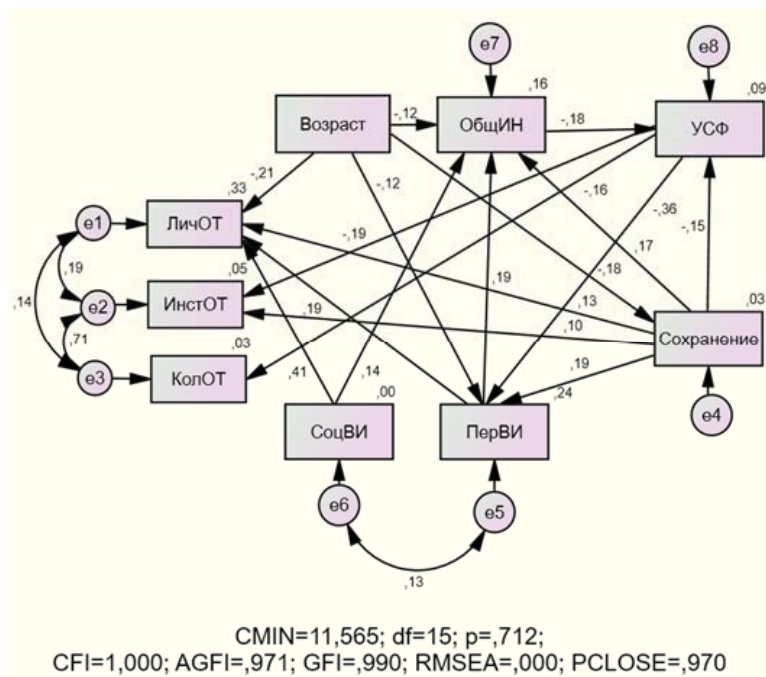 e7
e8
,16
,09
Возраст
-,12
ОбщИН
-,18
УСФ
-,21
,33
-,12
-,16
e1
ЛичОТ
-,36
-,15
,14
,19
,05
-,19
,17
e2
ИнстОТ
,19
,19
-,18
,13
,03
,71
,03
,10
Сохранение
e3
КолОТ
,41
,14
,00
,19
,24
СоцВИ
ПерВИ
e4
e6
e5
,13
CMIN=11,565; df=15; p=,712;
CFI=1,000; AGFI=,971; GFI=,990; RMSEA=,000; PCLOSE=,970